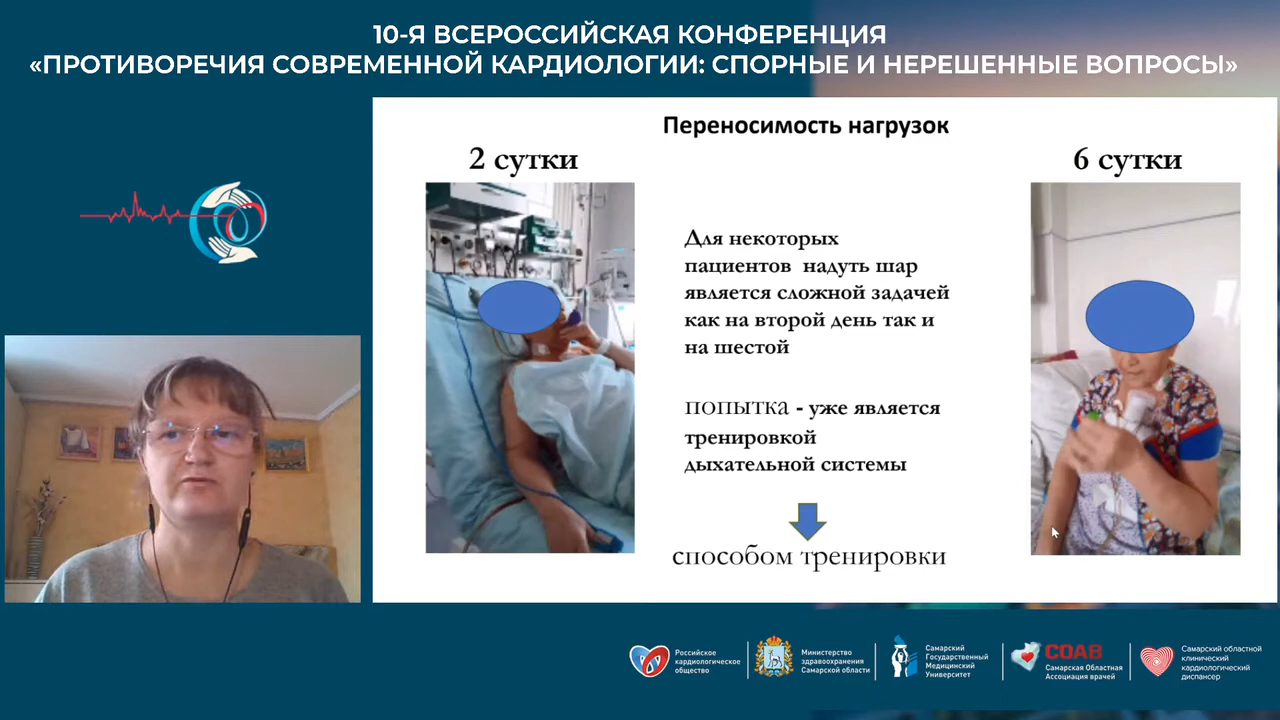 10-Я ВСЕРОССИЙСКАЯ КОНФЕРЕНЦИЯ
«ПРОТИВОРЕЧИЯ СОВРЕМЕННОЙ КАРДИОЛОГИИ: СПОРНЫЕ И НЕРЕШЕННЫЕ ВОПРОСЫ»
Переносимость нагрузок
2 сутки
6 сутки
Для некоторых
пациентов надуть шар
является сложной задачей
как на второй день так и
на шестой
попытка - уже является
тренировкой
дыхательной системы
способом тренировки
Российское
кардиологическое
общество
Министерство
здравоохранения
Самарской области
Самарский
Государственный
Медицинский
Университет
СОАВ
Самарская Областная
Ассоциация врачей
Самарский областной
клинический
кардиологический
диспансер